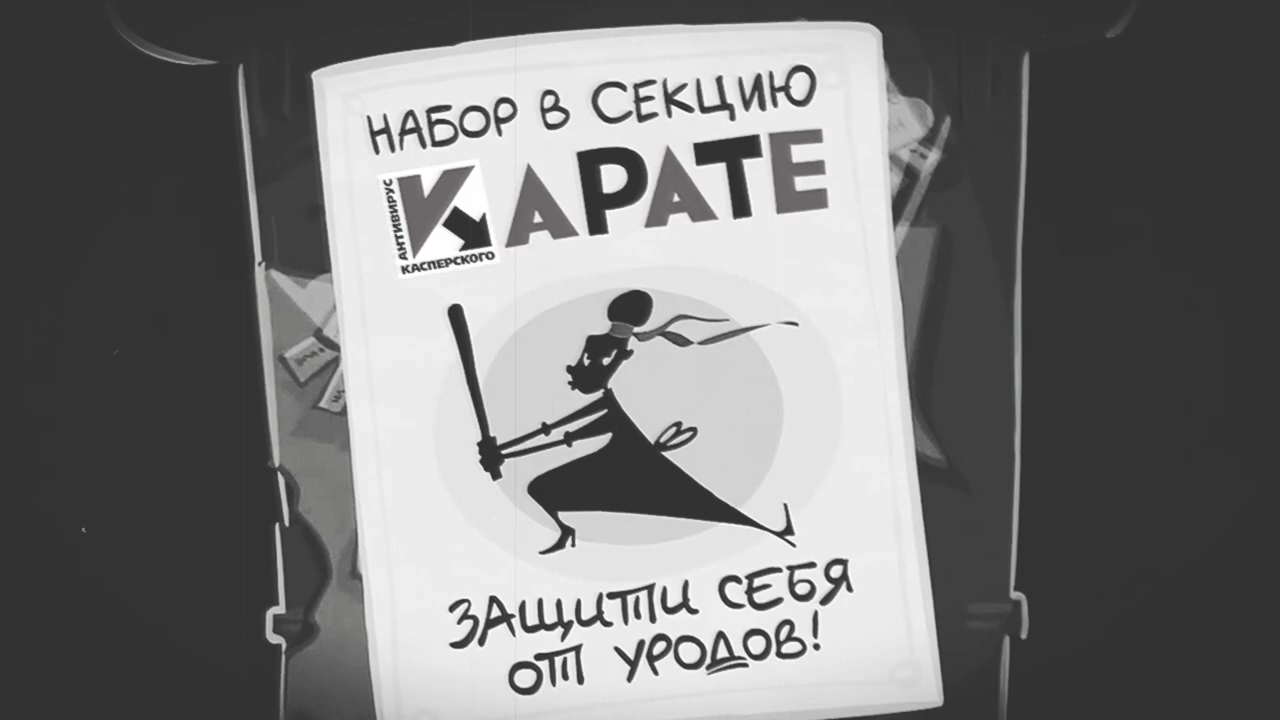 НАБОР В СЕКЦИЮ
КАРАТЕ
АНТИВИРУС
КАСПЕРСКОГО
ЗАЩИТИ СЕБЯ
ОТ УРОДОВ!